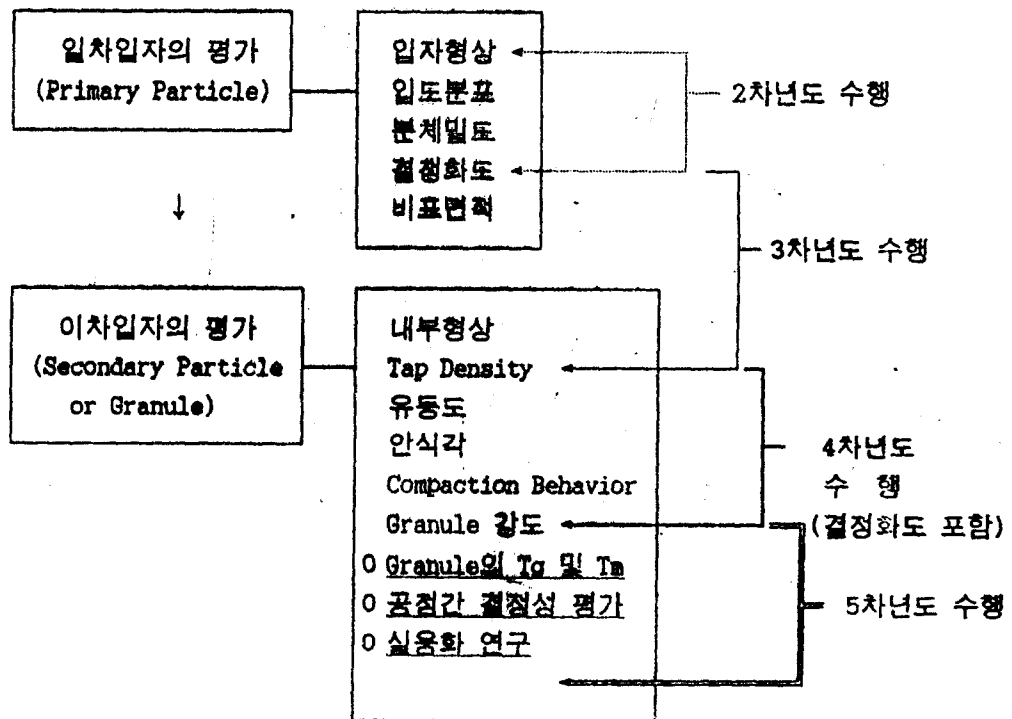 일차입자의 평가
(Primary Particle)
입자형상
입도분포
분체밀도
결정화도
비표면적
2차년도 수행
↓
3차년도 수행
이차입자의 평가
(Secondary Particle
or Granule)
내부형상
Tap Density
유동도
안식각
Compaction Behavior
Granule 강도
O Granule의 Tg 및 Tm
O 공정간 결정성 평가
O 실용화 연구
4차년도
수 행
(결정화도 포함)
5차년도 수행